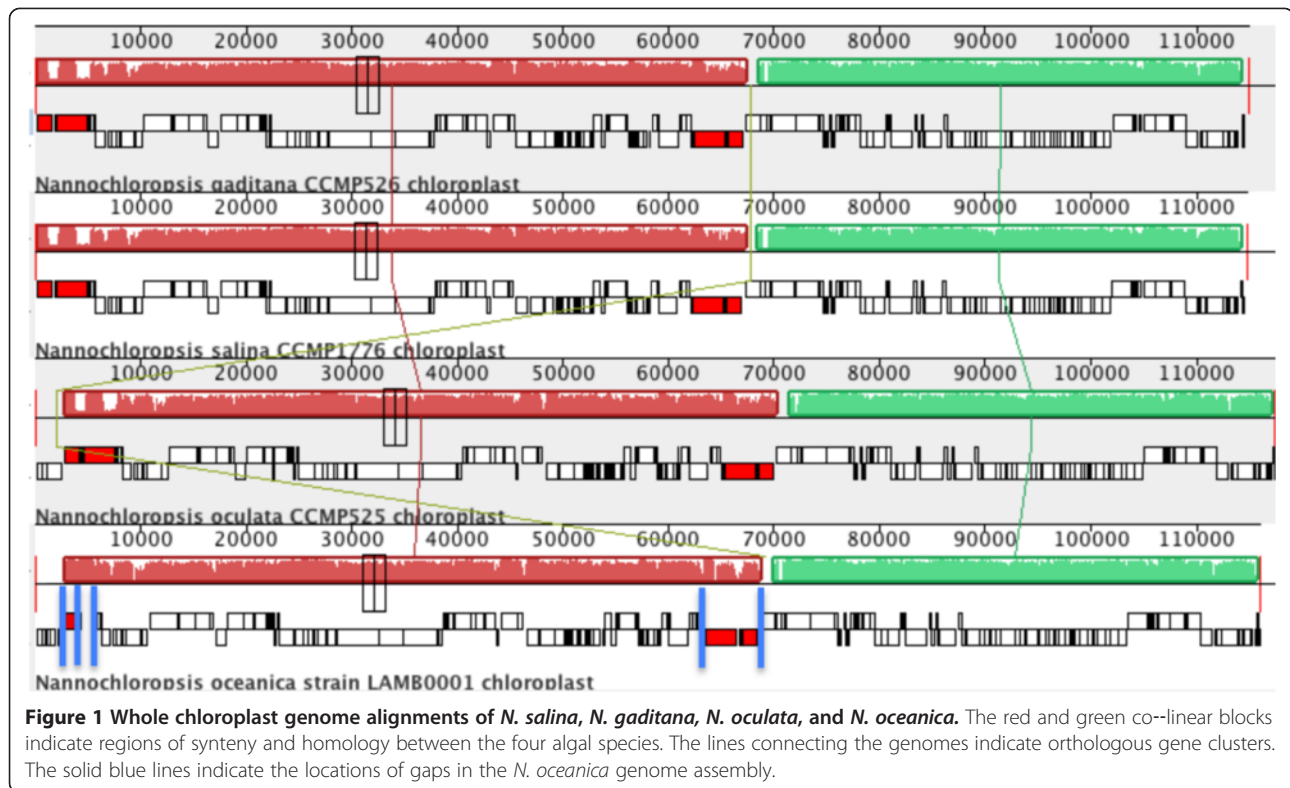 10000 20000 30000 40000 50000 60000 70000 80000 90000 100000 110000
Nannochloropsis gaditana CCMP526 chloroplast
10000 20000 30000 40000 50000 60000 70000 80000 90000 100000 110000
Nannochloropsis salina CCMP1776 chloroplast
10000 20000 30000 40000 50000 60000 70000 80000 90000 100000 110000
Nannochloropsis oculata CCMP525 chloroplast
10000 20000 30000 40000 50000 60000 70000 80000 90000 100000 110000
Nannochloropsis oceanica strain LAMB0001 chloroplast
Figure 1 Whole chloroplast genome alignments of N. salina, N. gaditana, N. oculata, and N. oceanica. The red and green co--linear blocks
indicate regions of synteny and homology between the four algal species. The lines connecting the genomes indicate orthologous gene clusters.
The solid blue lines indicate the locations of gaps in the N. oceanica genome assembly.